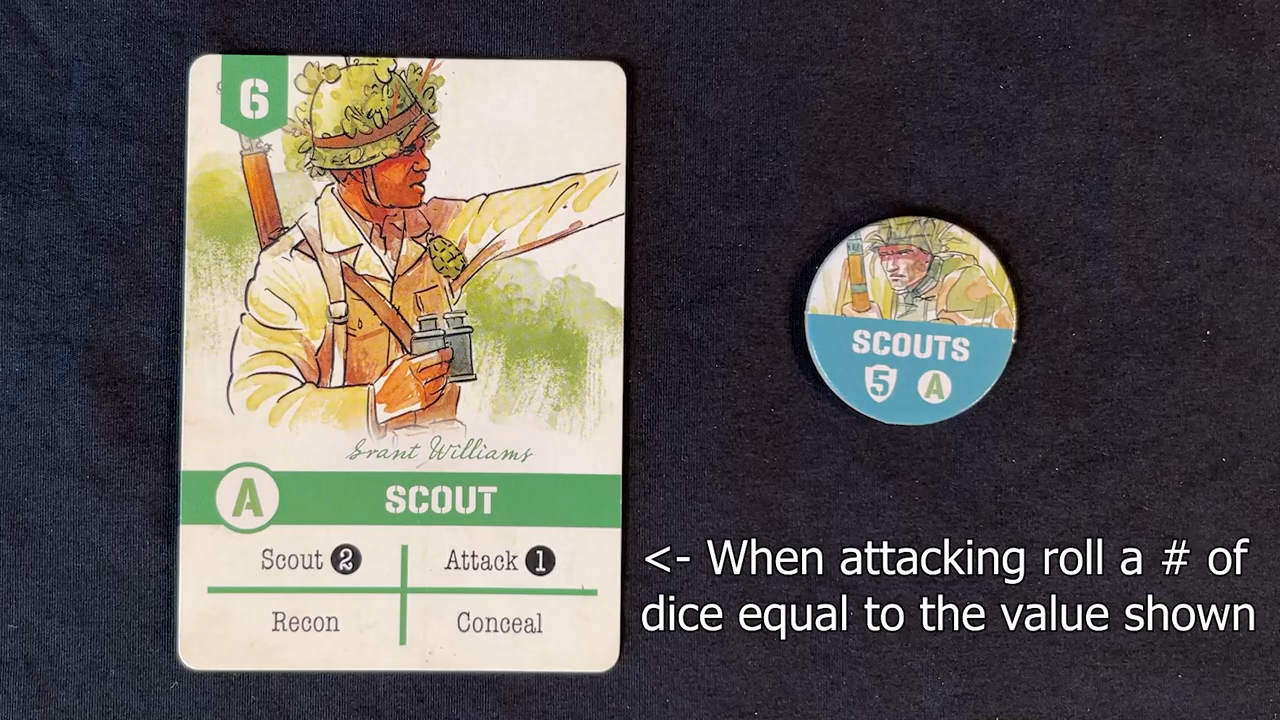 6
Grant Williams
A SCOUT
Scout 2 Attack 1
Recon Conceal
SCOUTS
5 A
<- When attacking roll a # of
dice equal to the value shown